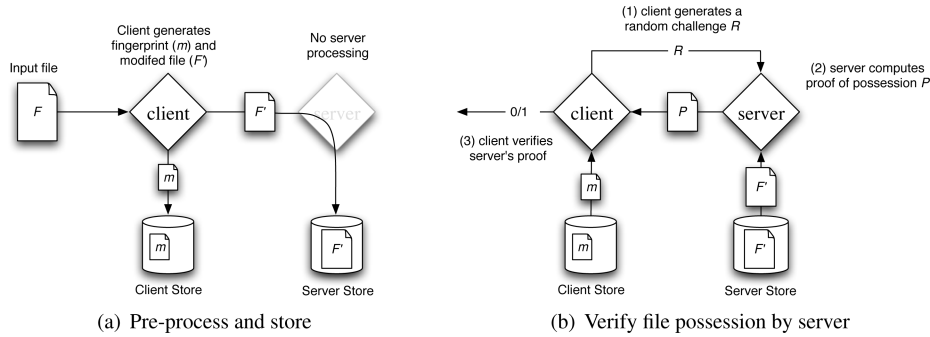 Client generates
fingerprint (m) and
modifed file (F')
No server
processing
Input file
F
client
F'
server
m
m
F'
Client Store
Server Store
(a) Pre-process and store
(1) client generates a
random challenge R
R
(2) server computes
proof of possession P
0/1
client
P
server
(3) client verifies
server's proof
m
F'
m
F'
Client Store
Server Store
(b) Verify file possession by server